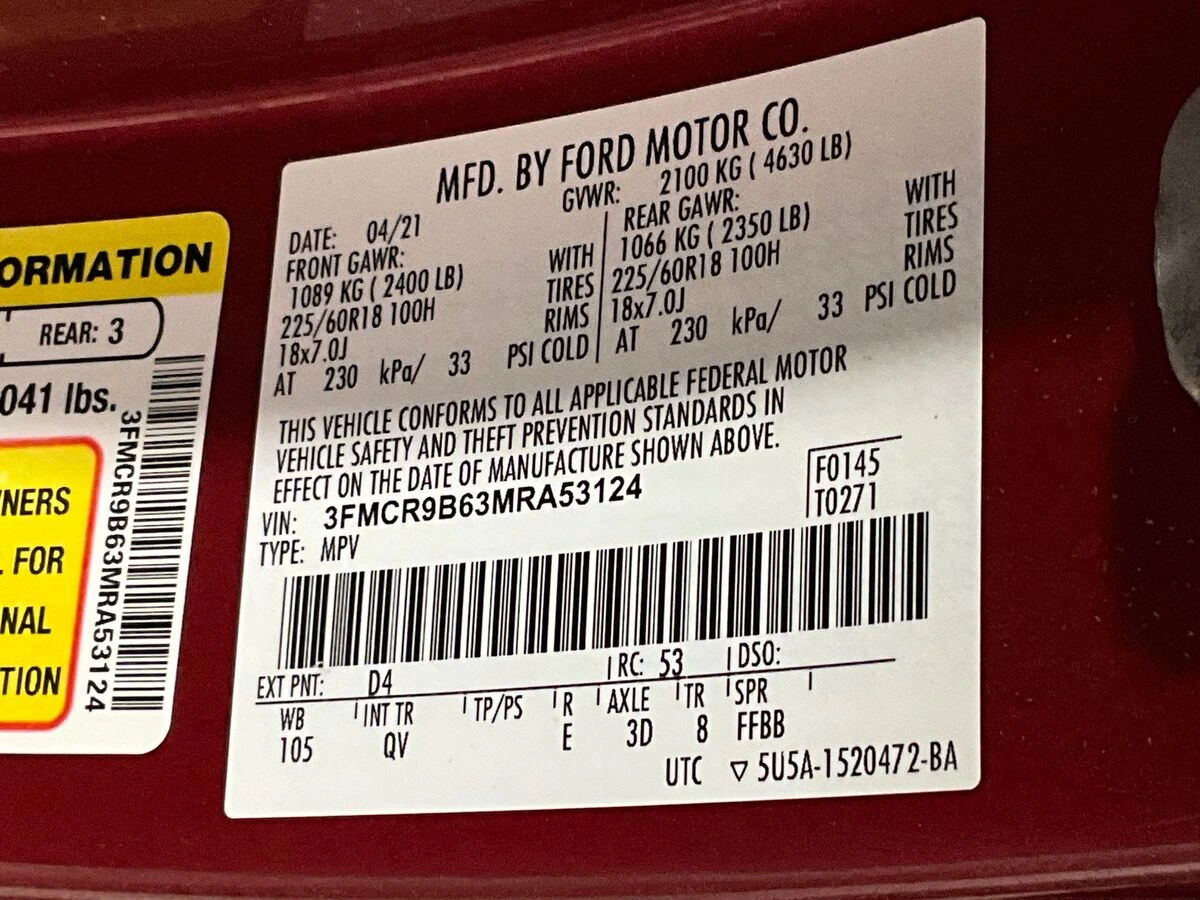 ORMATION
REAR: 3
041 lbs.
NERS
FOR
NAL
TION
3FMCR9B63MRA53124
MFD. BY FORD MOTOR CO.
DATE: 04/21 GVWR: 2100 KG ( 4630 LB)
FRONT GAWR: REAR GAWR:
1089 KG ( 2400 LB) WITH 1066 KG ( 2350 LB) WITH
225/60R18 100H TIRES 225/60R18 100H TIRES
18x7.0J RIMS 18x7.0J RIMS
AT 230 kPa/ 33 PSI COLD AT 230 kPa/ 33 PSI COLD
THIS VEHICLE CONFORMS TO ALL APPLICABLE FEDERAL MOTOR
VEHICLE SAFETY AND THEFT PREVENTION STANDARDS IN
EFFECT ON THE DATE OF MANUFACTURE SHOWN ABOVE.
VIN: 3FMCR9B63MRA53124 F0145
TYPE: MPV T0271
EXT PNT: D4 RC: 53 DSO:
WB INT TR TP/PS R AXLE TR SPR
105 QV E 3D 8 FFBB
UTC ▽ 5U5A-1520472-BA